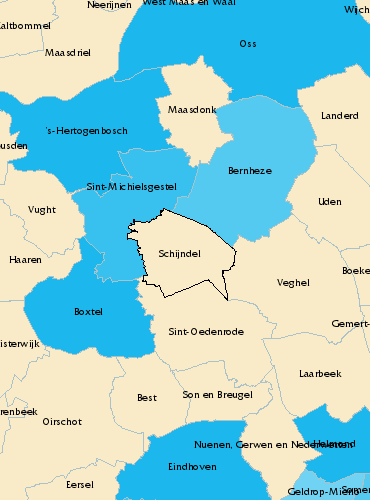 West Maas en Waal
Neerijnen
Wijch
altbommel
Oss
Maasdriel
Maasdonk
Landerd
's-Hertogenbosch
usden
Bernheze
Sint-Michielsgestel
Uden
Vught
Schijndel
Haaren
Boeke
Veghel
Boxtel
Gemert-
Sint-Oedenrode
isterwijk
Laarbeek
Son en Breugel
Best
renbeek
Oirschot
Nuenen, Gerwen en Nederwetten
Helmond
Eindhoven
Eersel
Geldrop-Mierlo
Somer